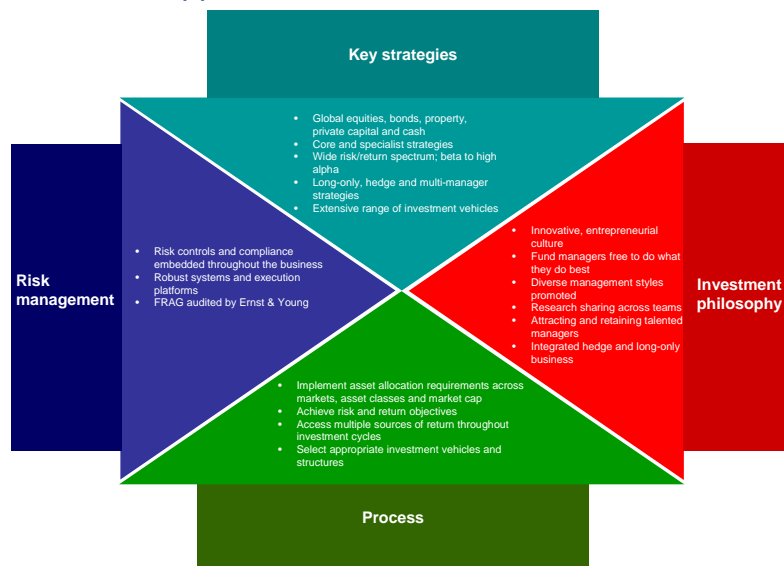 Key strategies
• Global equities, bonds, property,
private capital and cash
• Core and specialist strategies
• Wide risk/return spectrum; beta to high
alpha
• Long-only, hedge and multi-manager
strategies
• Extensive range of investment vehicles
Risk
management
• Risk controls and compliance
embedded throughout the business
• Robust systems and execution
platforms
• FRAG audited by Ernst & Young
• Innovative, entrepreneurial
culture
• Fund managers free to do what
they do best
• Diverse management styles
promoted
• Research sharing across teams
• Attracting and retaining talented
managers
• Integrated hedge and long-only
business
Investment
philosophy
• Implement asset allocation requirements across
markets, asset classes and market cap
• Achieve risk and return objectives
• Access multiple sources of return throughout
investment cycles
• Select appropriate investment vehicles and
structures
Process